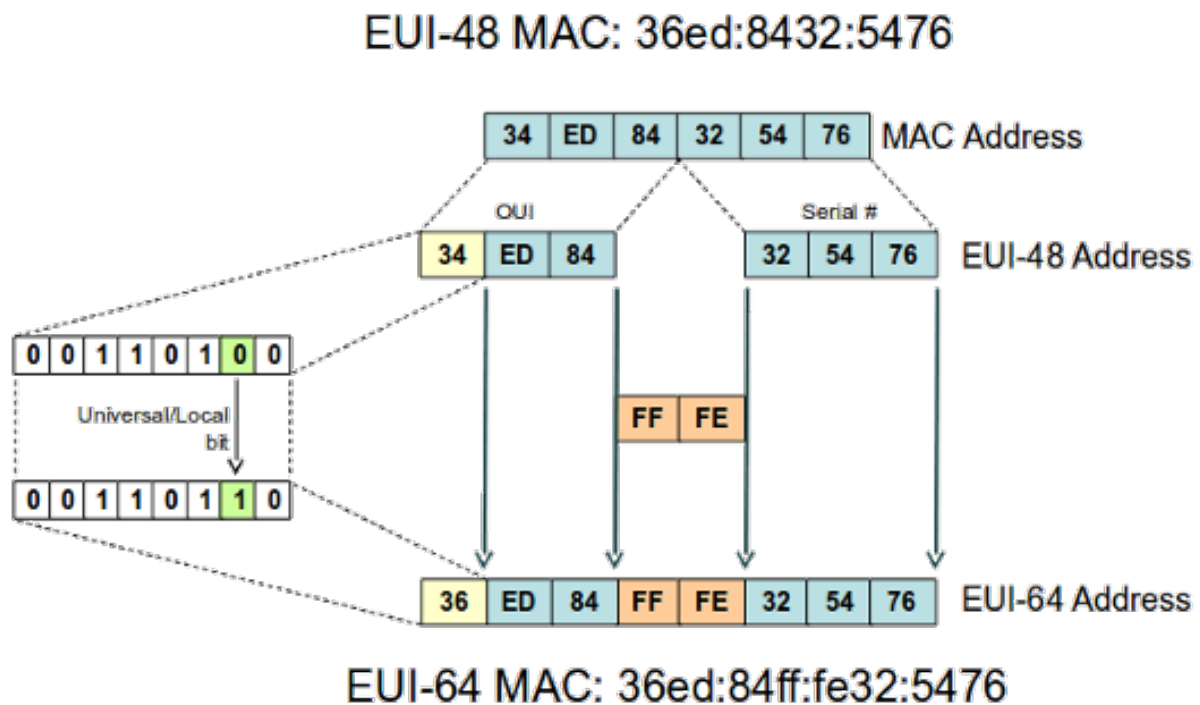 EUI-48 MAC: 36ed:8432:5476
34 ED 84 32 54 76 MAC Address
OUI Serial #
34 ED 84 32 54 76 EUI-48 Address
0 0 1 1 0 1 0 0
Universal/Local
bit
FF FE
0 0 1 1 0 1 1 0
36 ED 84 FF FE 32 54 76 EUI-64 Address
EUI-64 MAC: 36ed:84ff:fe32:5476